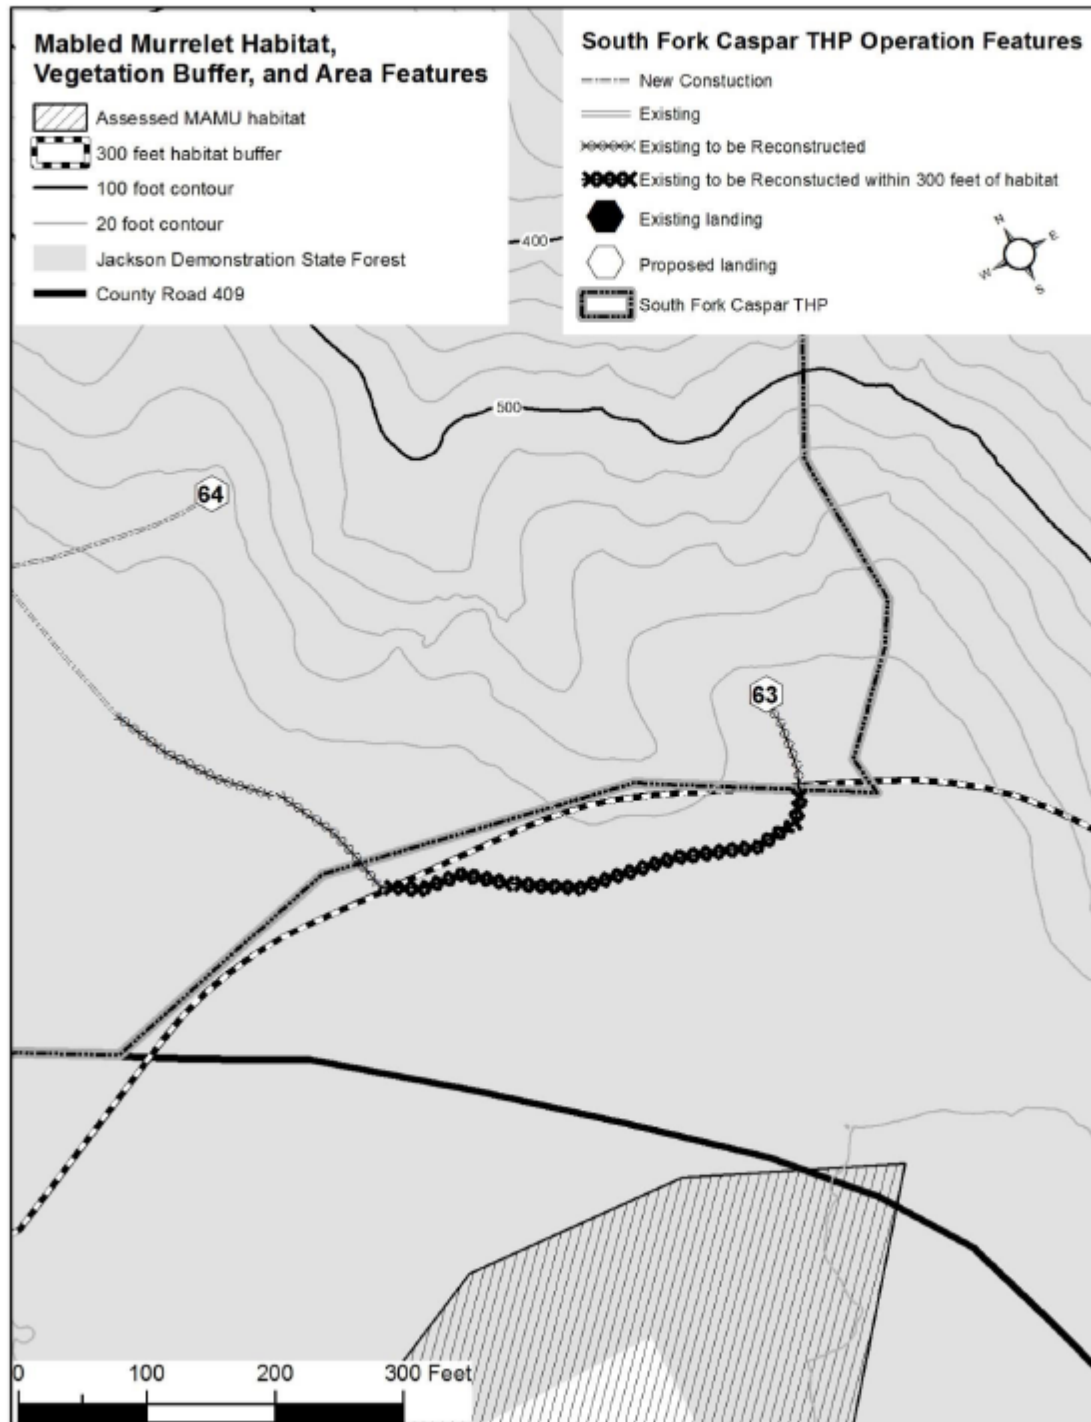 Mabled Murrelet Habitat,
Vegetation Buffer, and Area Features
Assessed MAMU habitat
300 feet habitat buffer
100 foot contour
20 foot contour
Jackson Demonstration State Forest
County Road 409
South Fork Caspar THP Operation Features
New Constuction
Existing
Existing to be Reconstructed
Existing to be Reconstucted within 300 feet of habitat
Existing landing
Proposed landing
South Fork Caspar THP
N
E
W
S
400
500
64
63
0 100 200 300 Feet